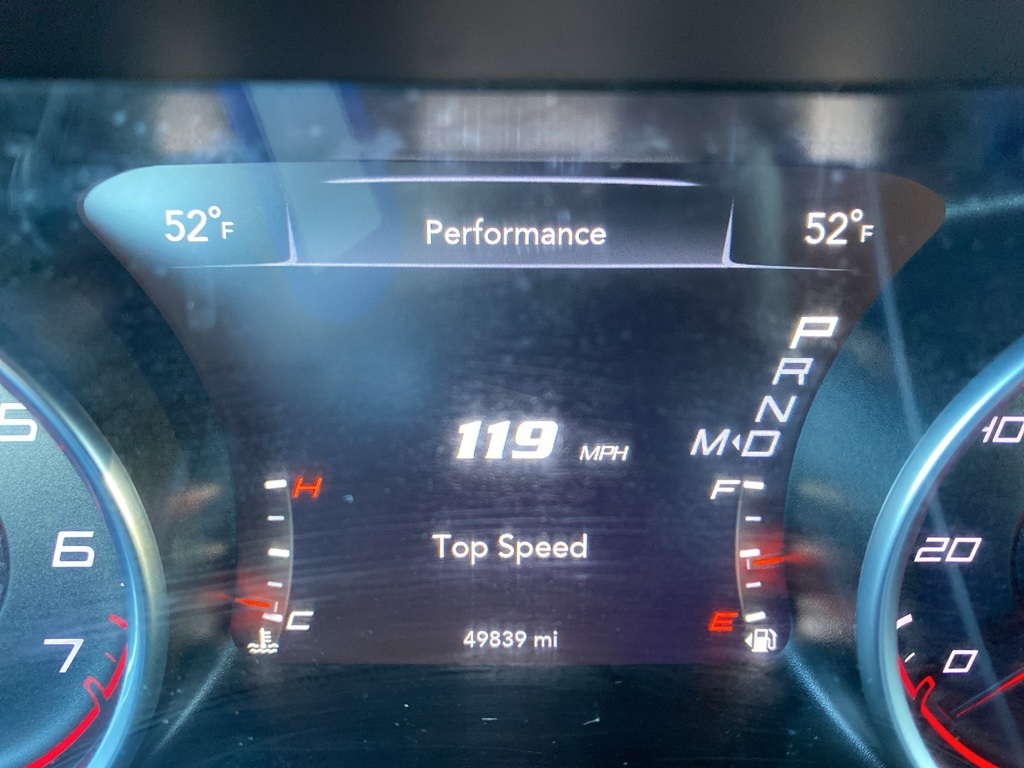 52°F Performance 52°F
P
R
N
M◂D
119 MPH
H
F
Top Speed
C
E
49839 mi
5
6
7
40
20
0